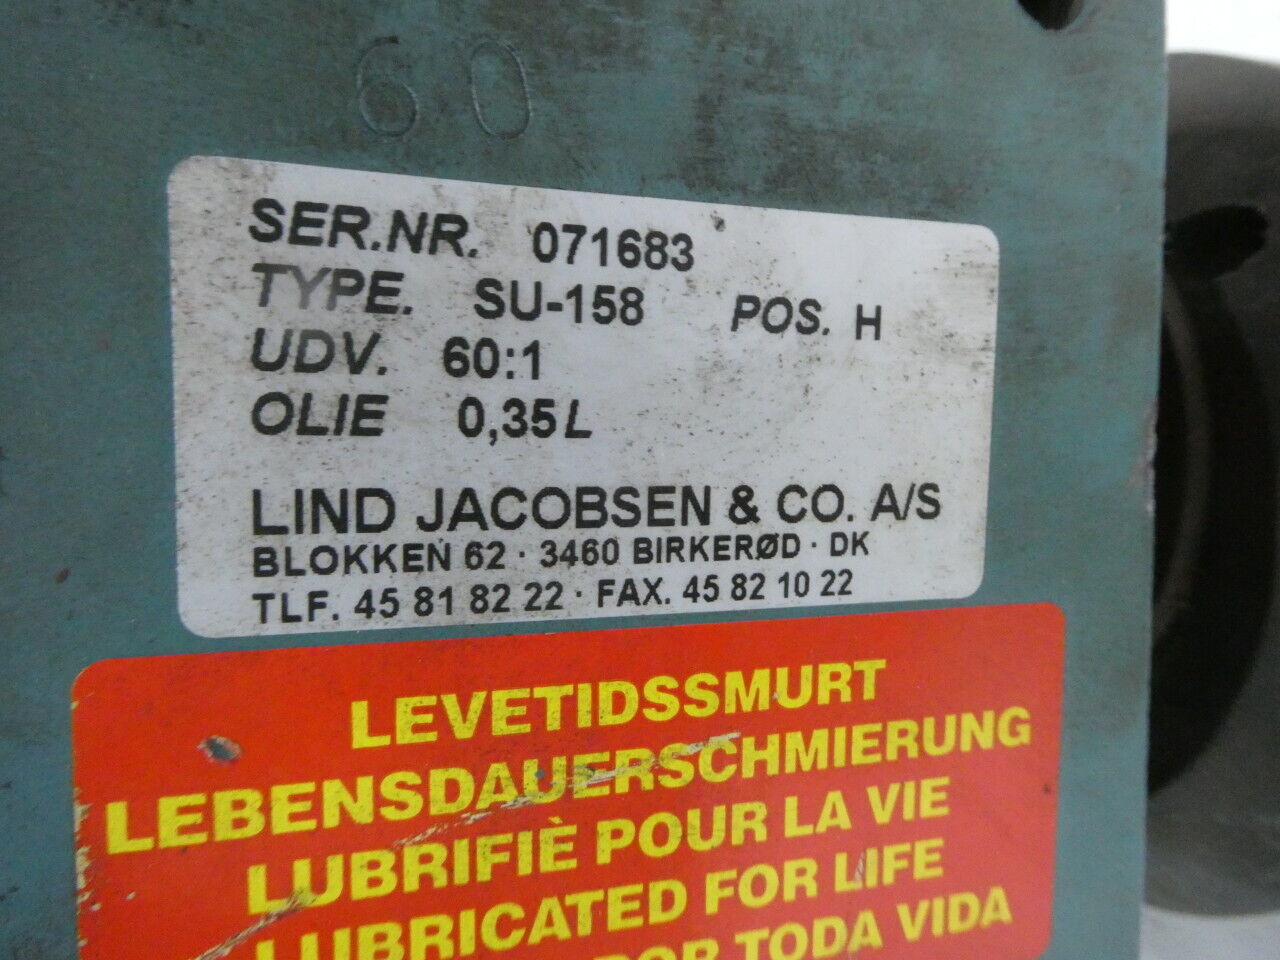 60
SER.NR. 071683
TYPE. SU-158 POS. H
UDV. 60:1
OLIE 0,35L
LIND JACOBSEN & CO. A/S
BLOKKEN 62 · 3460 BIRKERØD · DK
TLF. 45 81 82 22 · FAX. 45 82 10 22
LEVETIDSSMURT
LEBENSDAUERSCHMIERUNG
LUBRIFIÈ POUR LA VIE
LUBRICATED FOR LIFE
POR TODA VIDA